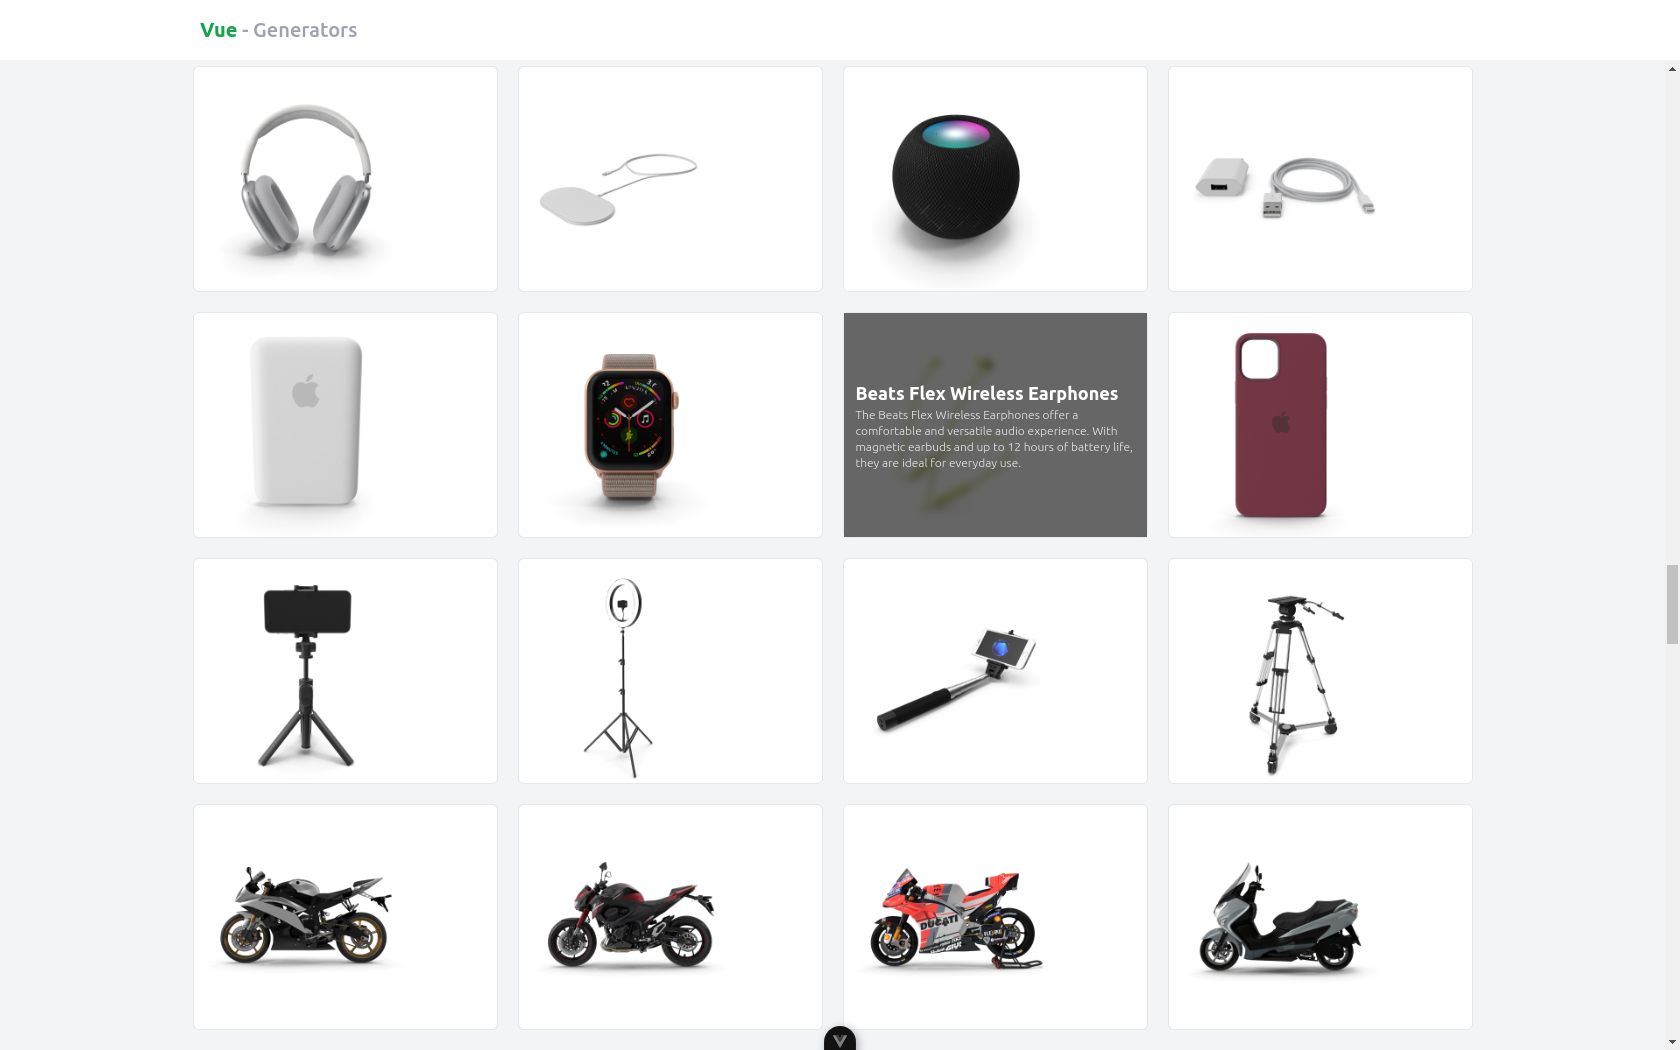 Vue - Generators
Beats Flex Wireless Earphones
The Beats Flex Wireless Earphones offer a
comfortable and versatile audio experience. With
magnetic earbuds and up to 12 hours of battery life,
they are ideal for everyday use.
DUCATI